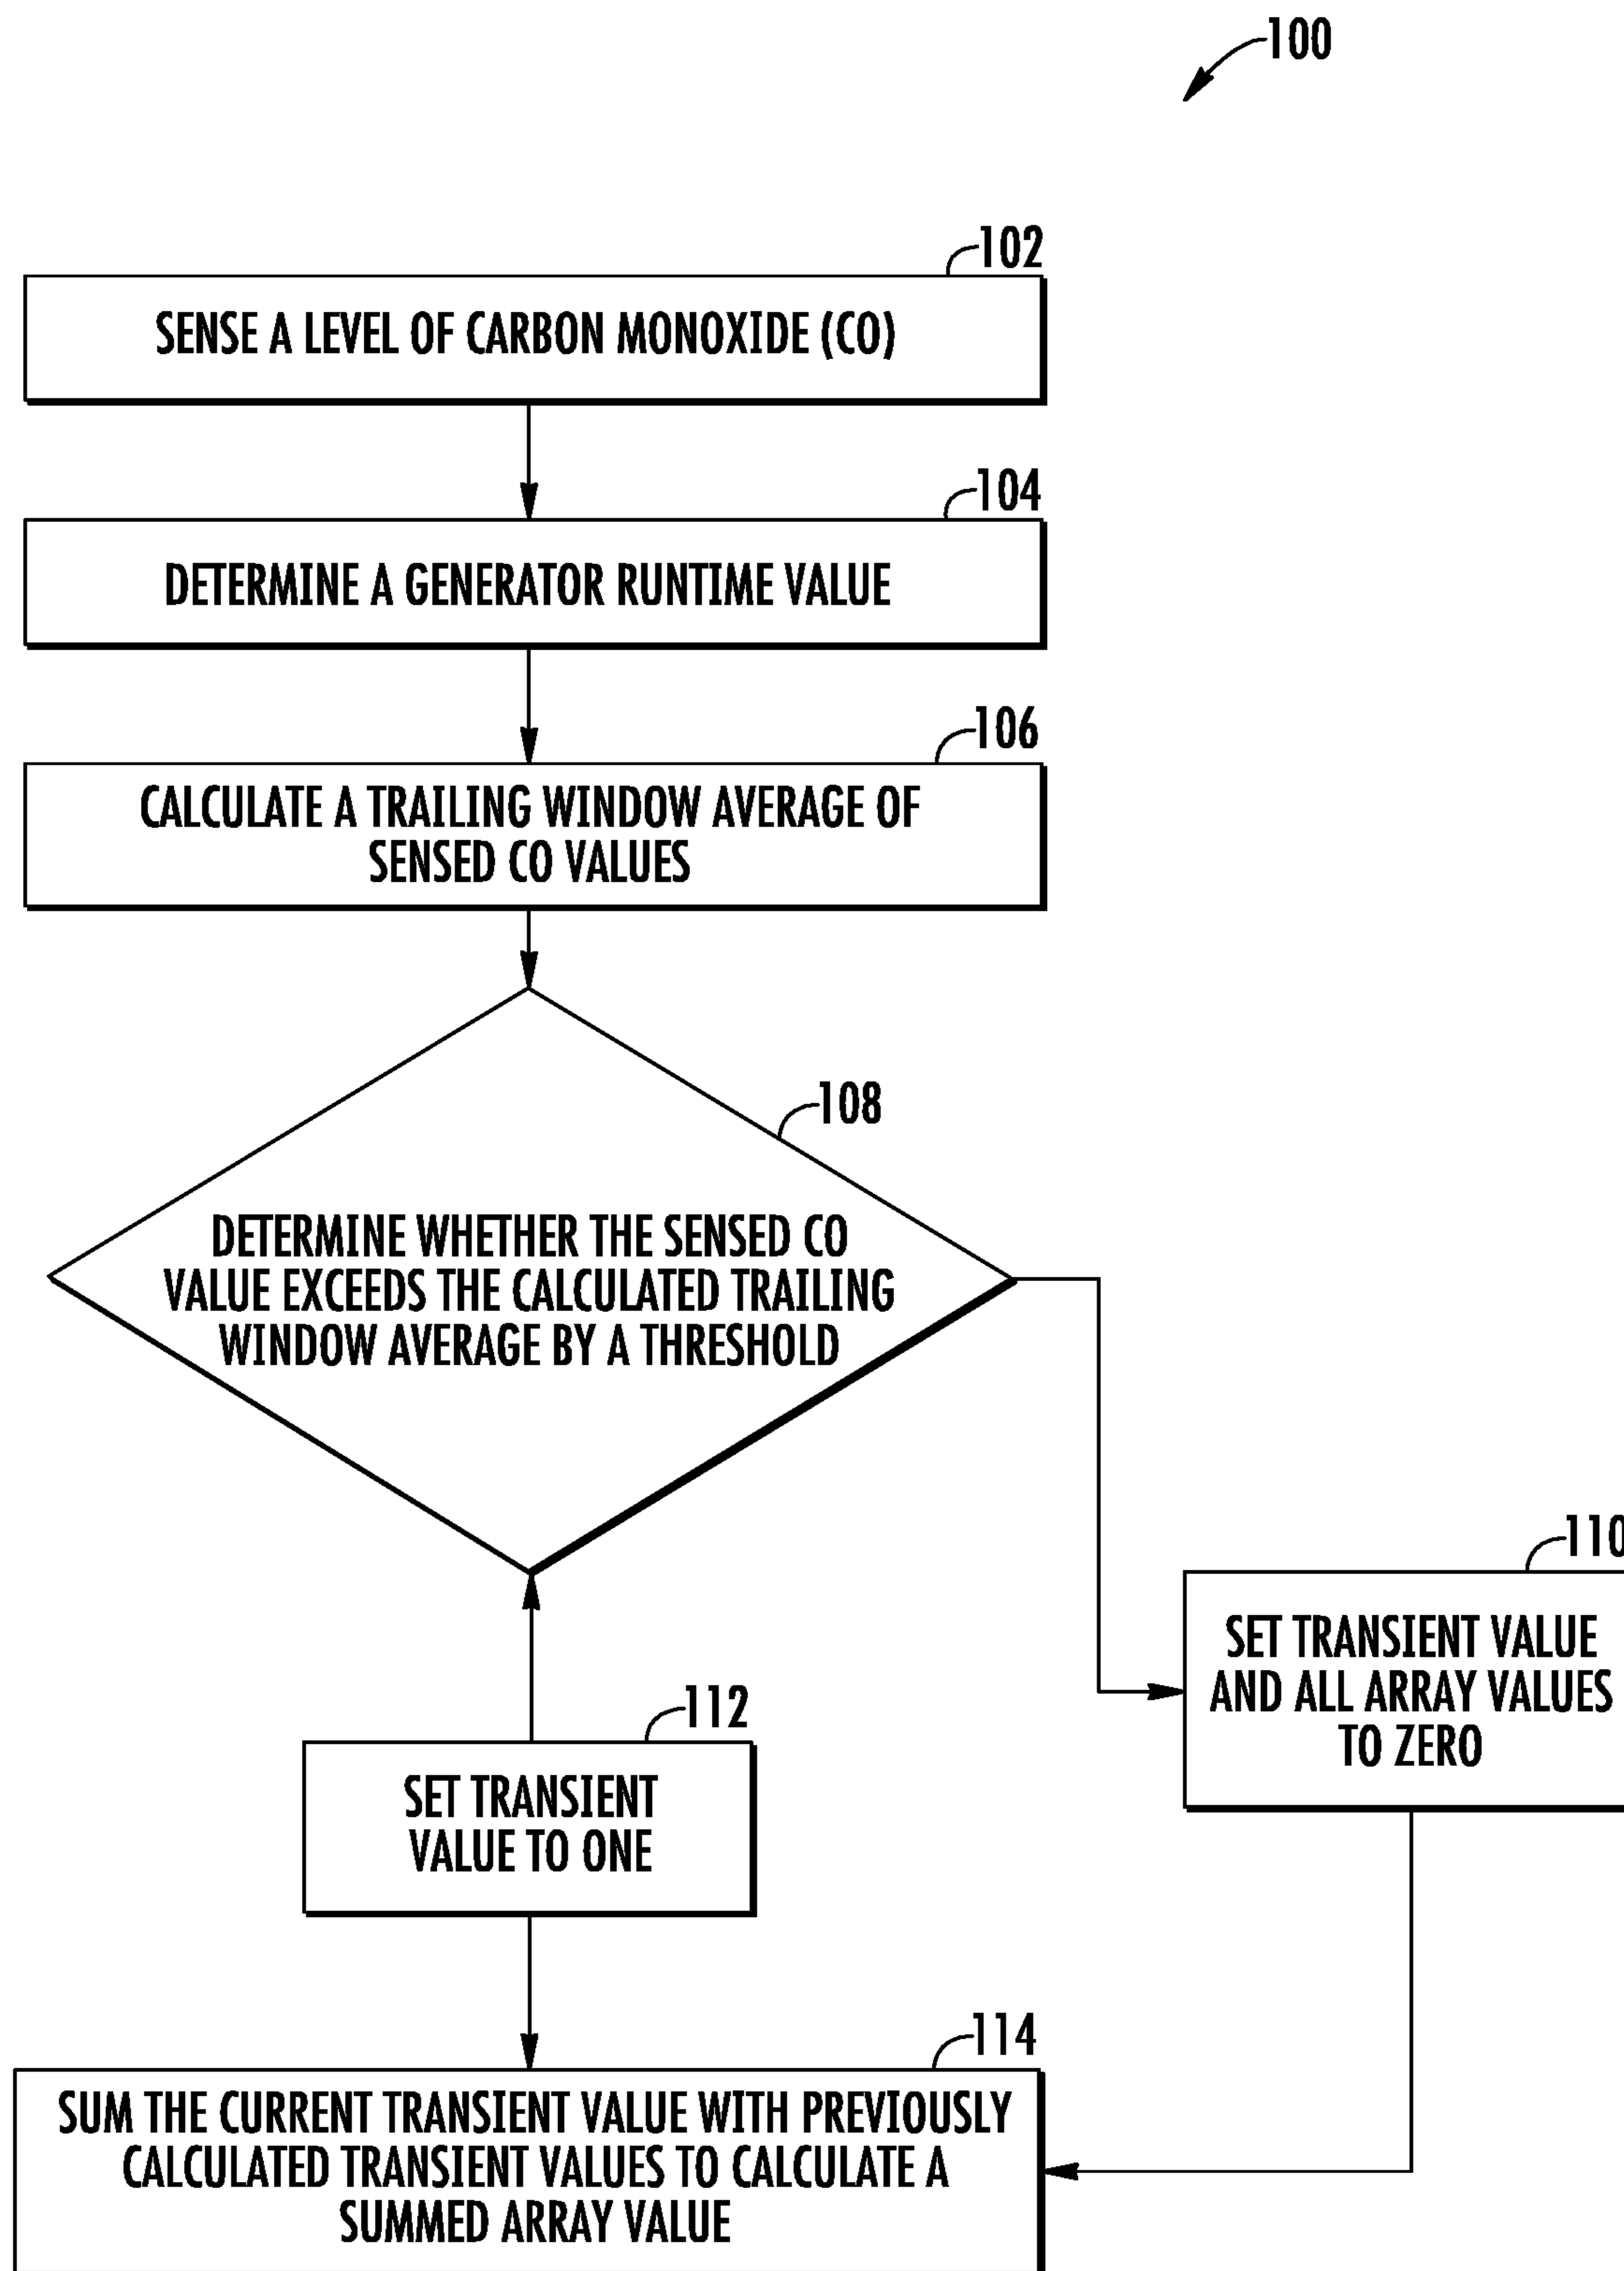 100
102
SENSE A LEVEL OF CARBON MONOXIDE (CO)
104
DETERMINE A GENERATOR RUNTIME VALUE
106
CALCULATE A TRAILING WINDOW AVERAGE OF
SENSED CO VALUES
108
DETERMINE WHETHER THE SENSED CO
VALUE EXCEEDS THE CALCULATED TRAILING
WINDOW AVERAGE BY A THRESHOLD
110
SET TRANSIENT VALUE
AND ALL ARRAY VALUES
TO ZERO
112
SET TRANSIENT
VALUE TO ONE
114
SUM THE CURRENT TRANSIENT VALUE WITH PREVIOUSLY
CALCULATED TRANSIENT VALUES TO CALCULATE A
SUMMED ARRAY VALUE